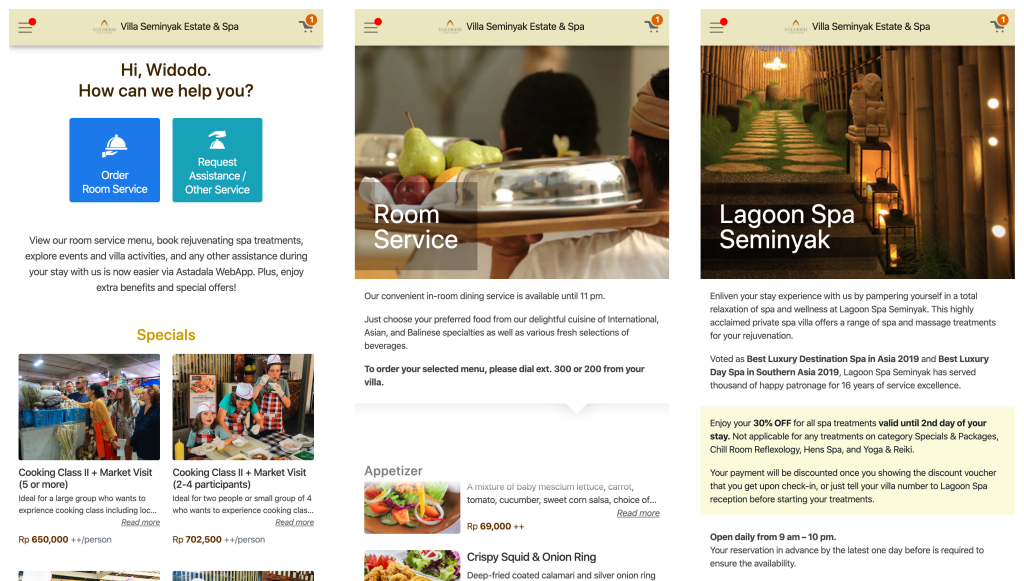 Villa Seminyak Estate & Spa
1
Hi, Widodo.
How can we help you?
Order
Room Service
Request
Assistance /
Other Service
View our room service menu, book rejuvenating spa treatments,
explore events and villa activities, and any other assistance during
your stay with us is now easier via Astadala WebApp. Plus, enjoy
extra benefits and special offers!
Specials
Cooking Class II + Market Visit
(5 or more)
Ideal for a large group who wants to
exprience cooking class including loc...
Read more
Rp 650,000 ++/person
Cooking Class II + Market Visit
(2-4 participants)
Ideal for two people or small group of 4
who wants to experience cooking clas...
Read more
Rp 702,500 ++/person
Villa Seminyak Estate & Spa
1
Room
Service
Our convenient in-room dining service is available until 11 pm.
Just choose your preferred food from our delightful cuisine of International,
Asian, and Balinese specialties as well as various fresh selections of
beverages.
To order your selected menu, please dial ext. 300 or 200 from your
villa.
Appetizer
A mixture of baby mesclum lettuce, carrot,
tomato, cucumber, sweet corn salsa, choice of...
Read more
Rp 69,000 ++
Crispy Squid & Onion Ring
Deep-fried coated calamari and silver onion ring
Villa Seminyak Estate & Spa
1
Lagoon Spa
Seminyak
Enliven your stay experience with us by pampering yourself in a total
relaxation of spa and wellness at Lagoon Spa Seminyak. This highly
acclaimed private spa villa offers a range of spa and massage treatments
for your rejuvenation.
Voted as Best Luxury Destination Spa in Asia 2019 and Best Luxury
Day Spa in Southern Asia 2019, Lagoon Spa Seminyak has served
thousand of happy patronage for 16 years of service excellence.
Enjoy your 30% OFF for all spa treatments valid until 2nd day of your
stay. Not applicable for any treatments on category Specials & Packages,
Chill Room Reflexology, Hens Spa, and Yoga & Reiki.
Your payment will be discounted once you showing the discount voucher
that you get upon check-in, or just tell your villa number to Lagoon Spa
reception before starting your treatments.
Open daily from 9 am – 10 pm.
Your reservation in advance by the latest one day before is required to
ensure the availability.